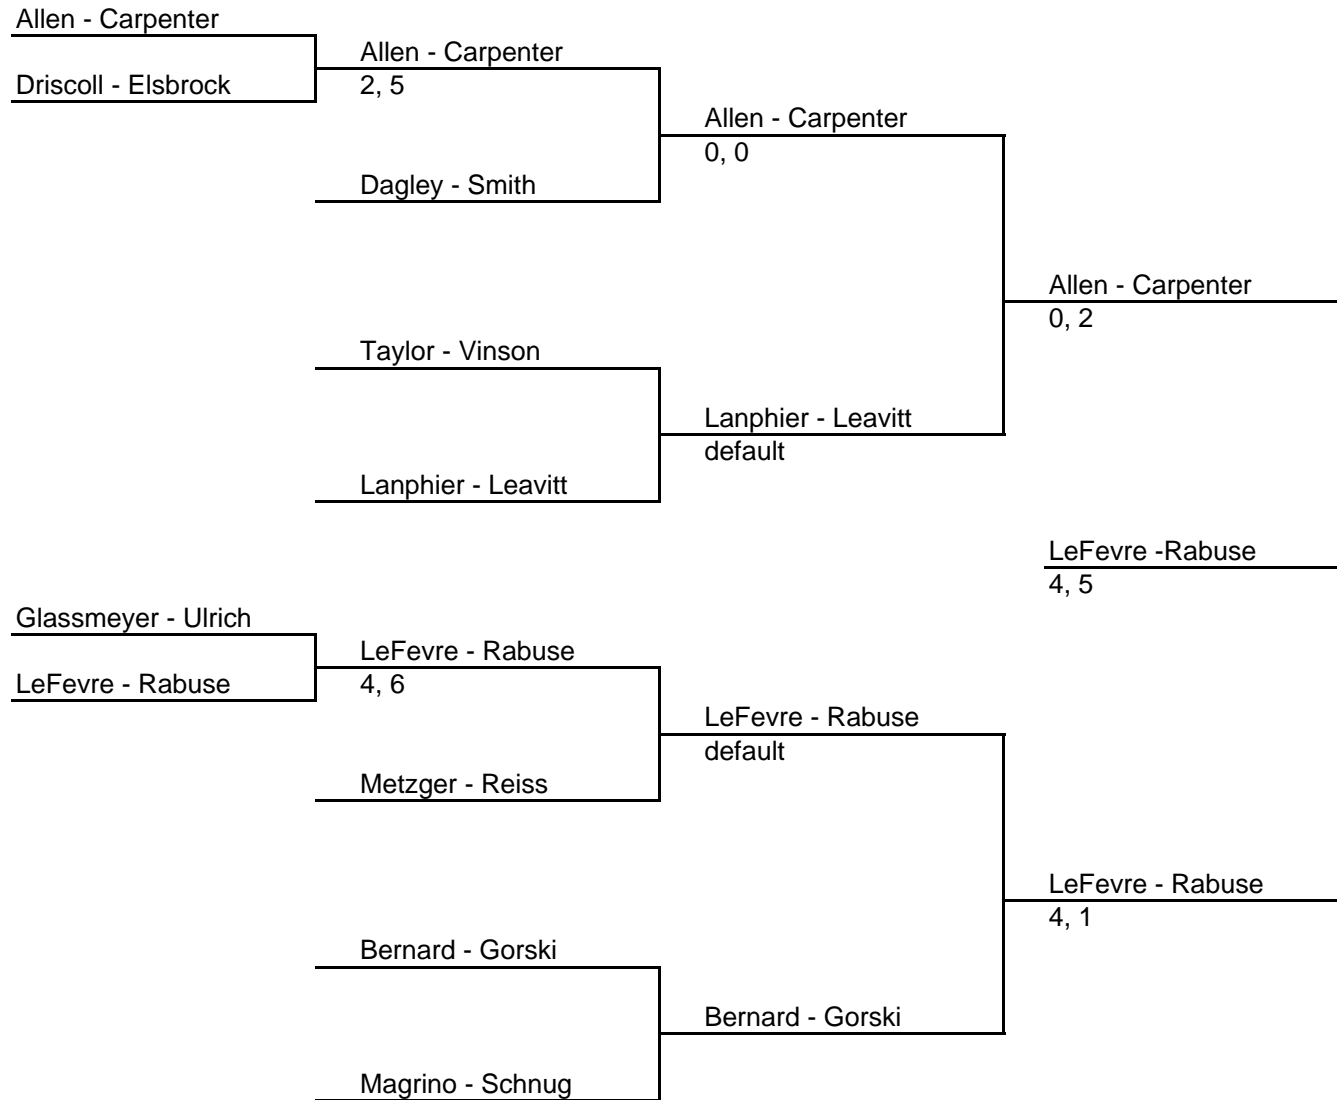 Allen - Carpenter
Allen - Carpenter
Driscoll - Elsbrock
2, 5
Allen - Carpenter
0, 0
Dagley - Smith
Allen - Carpenter
0, 2
Taylor - Vinson
Lanphier - Leavitt
default
Lanphier - Leavitt
LeFevre -Rabuse
4, 5
Glassmeyer - Ulrich
LeFevre - Rabuse
LeFevre - Rabuse
4, 6
LeFevre - Rabuse
default
Metzger - Reiss
LeFevre - Rabuse
4, 1
Bernard - Gorski
Bernard - Gorski
Magrino - Schnug